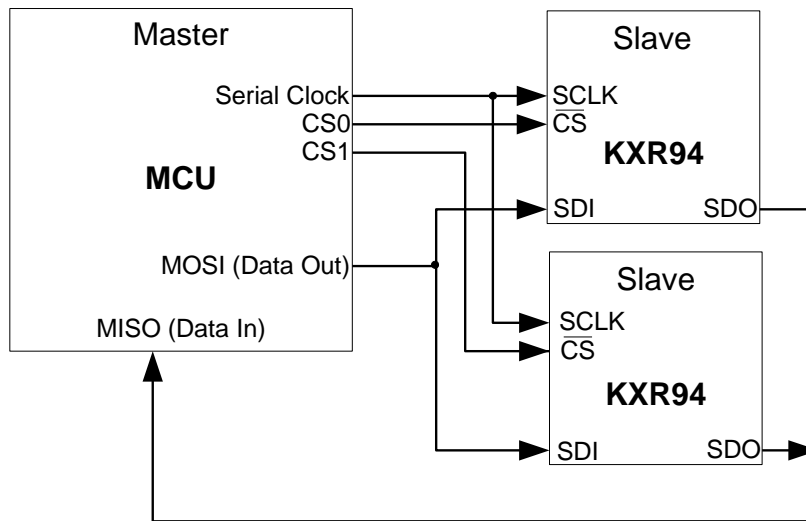 Master
Serial Clock
CS0
CS1
MCU
MOSI (Data Out)
MISO (Data In)
Slave
SCLK
CS
KXR94
SDI SDO
Slave
SCLK
CS
KXR94
SDI SDO